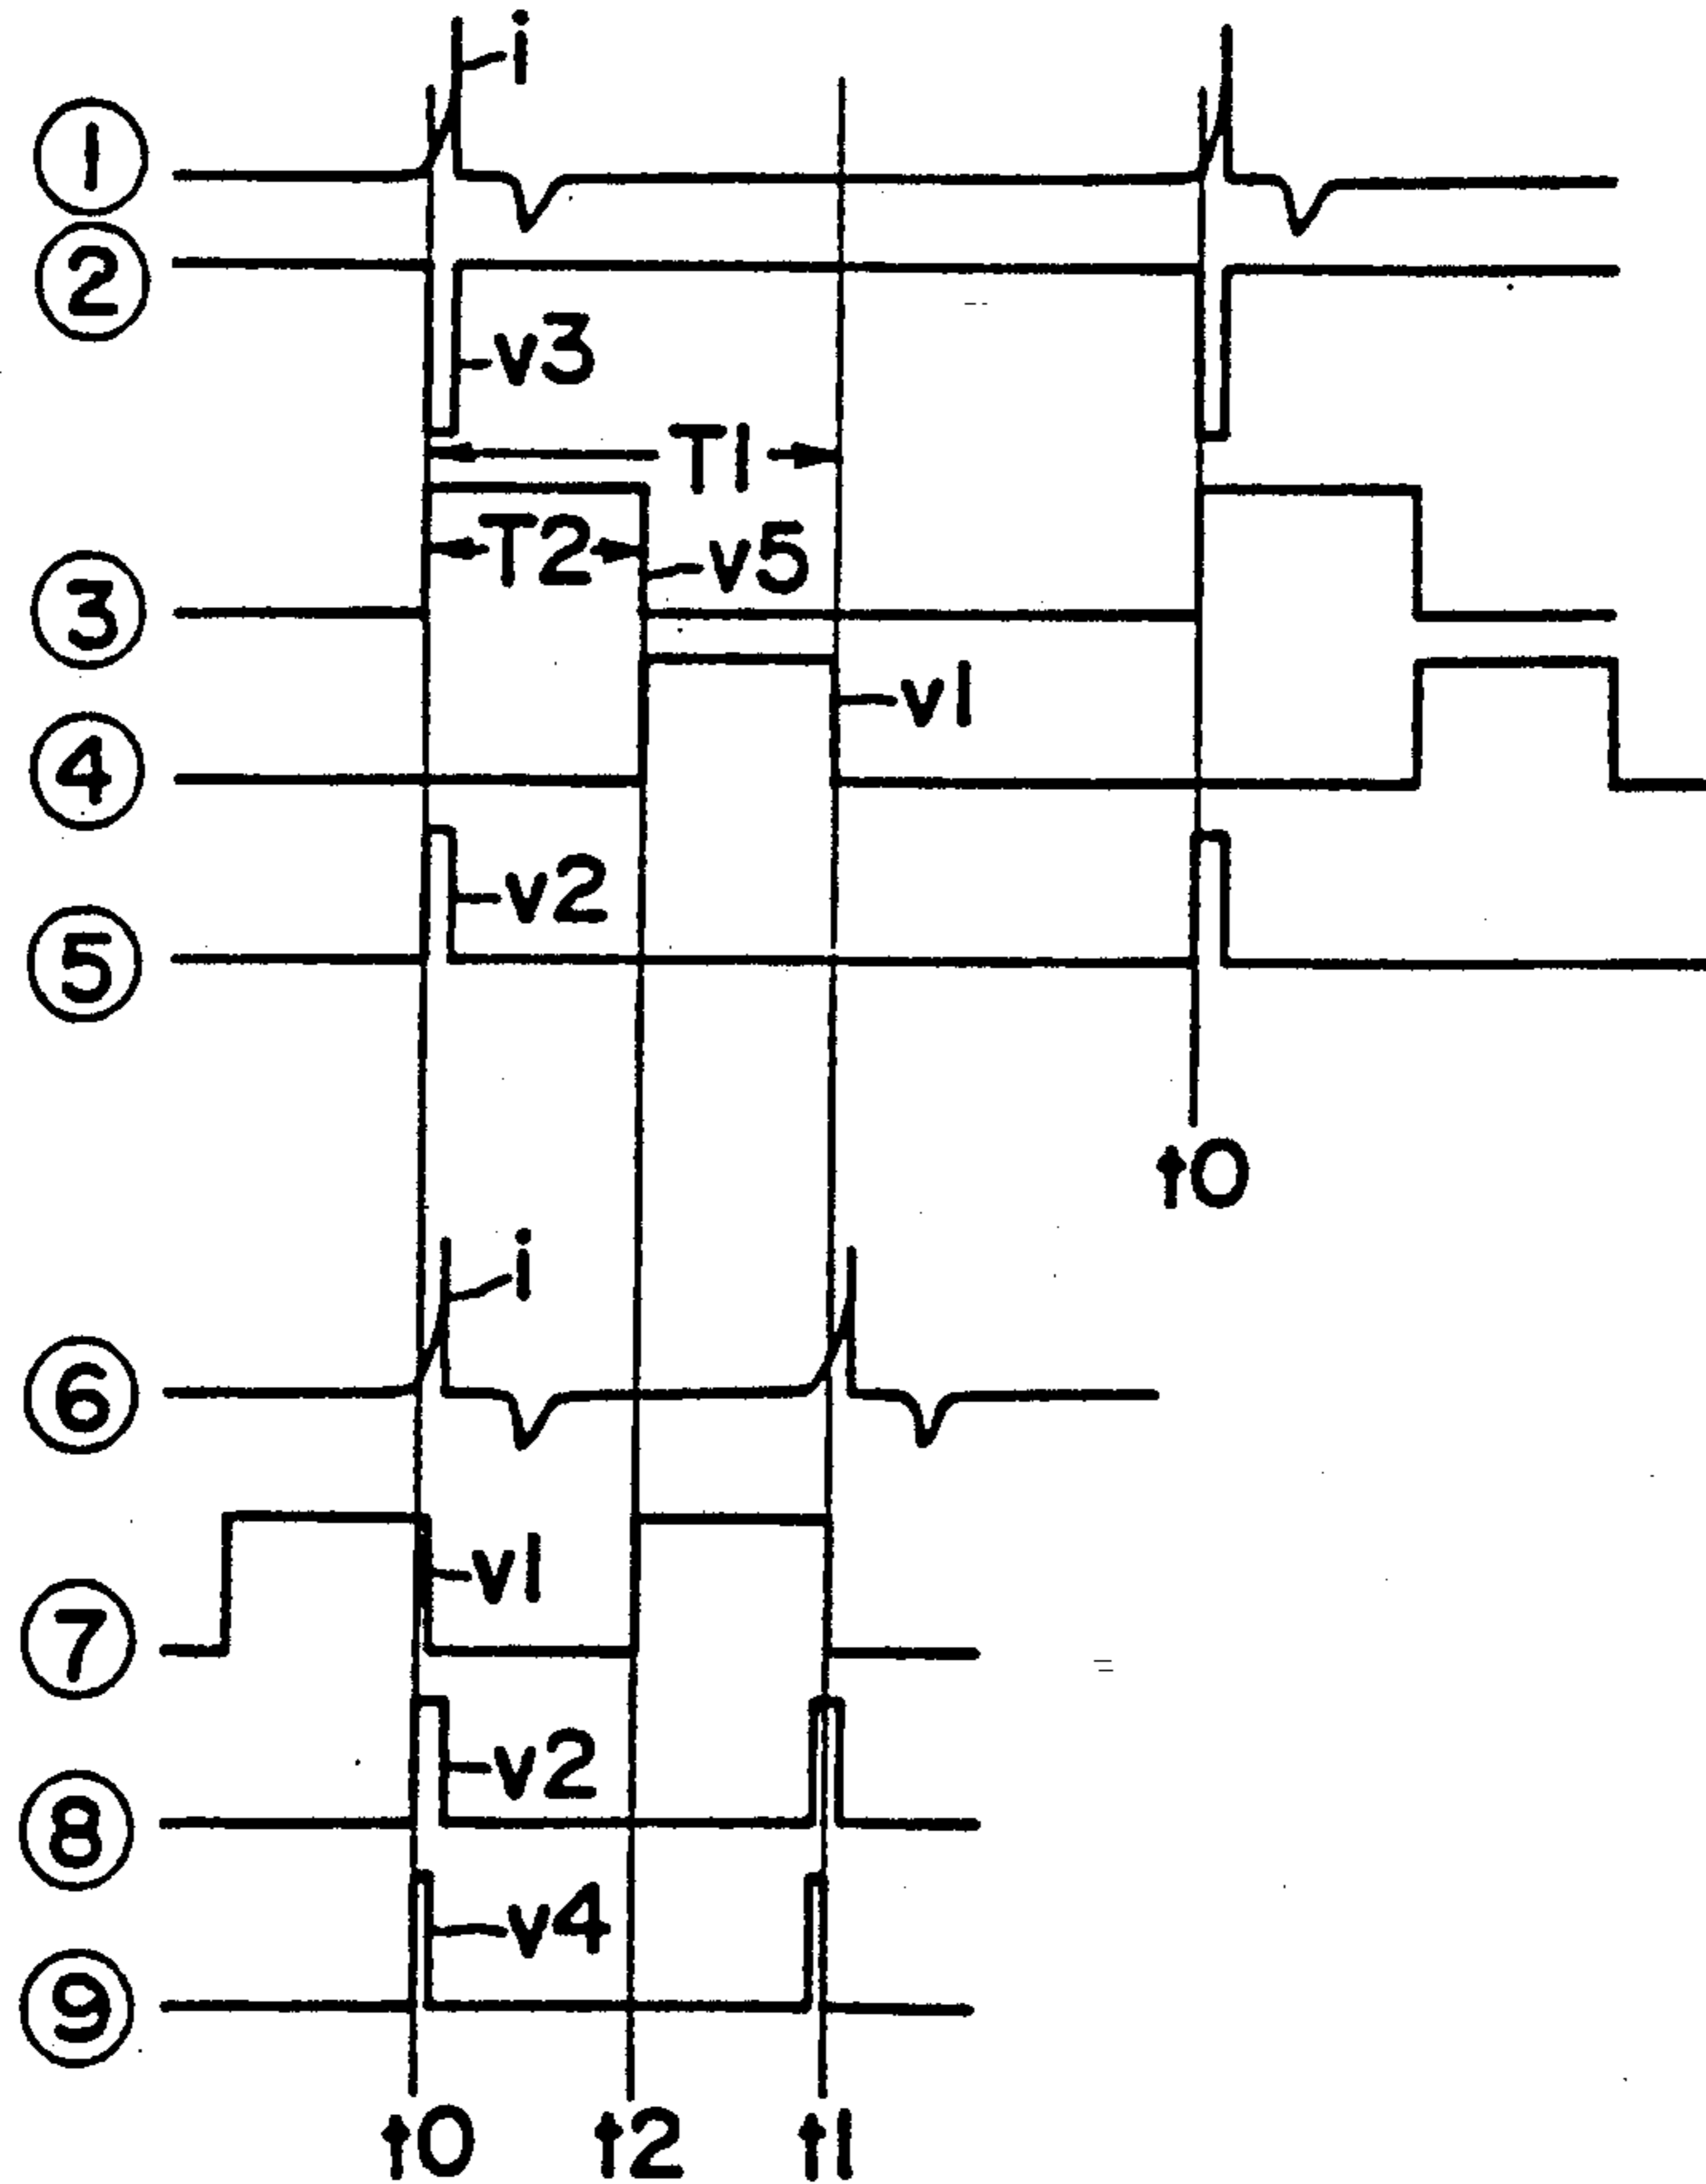 i
①
②
v3
T1
T2
v5
③
v1
④
v2
⑤
t0
i
⑥
v1
⑦
v2
⑧
v4
⑨
t0 t2 t1